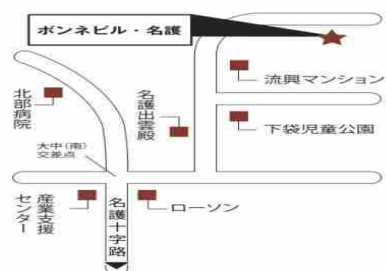 ボンネビル・名護
流興マンション
北部病院
名護出雲殿
下袋児童公園
大中(南)
交差点
産業支援
センター
名護十字路
ローソン